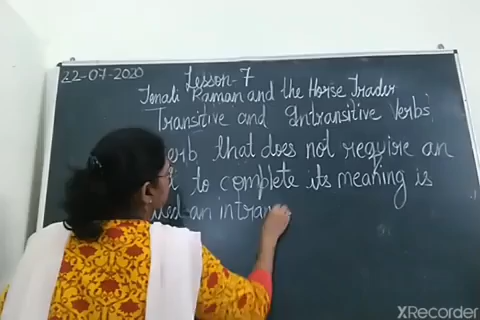 22-07-2020
Lesson-7
Tenali Raman and the Horse Trader
Transitive and Intransitive Verbs
erb that does not require an
t to complete its meaning is
an intran
XRecorder